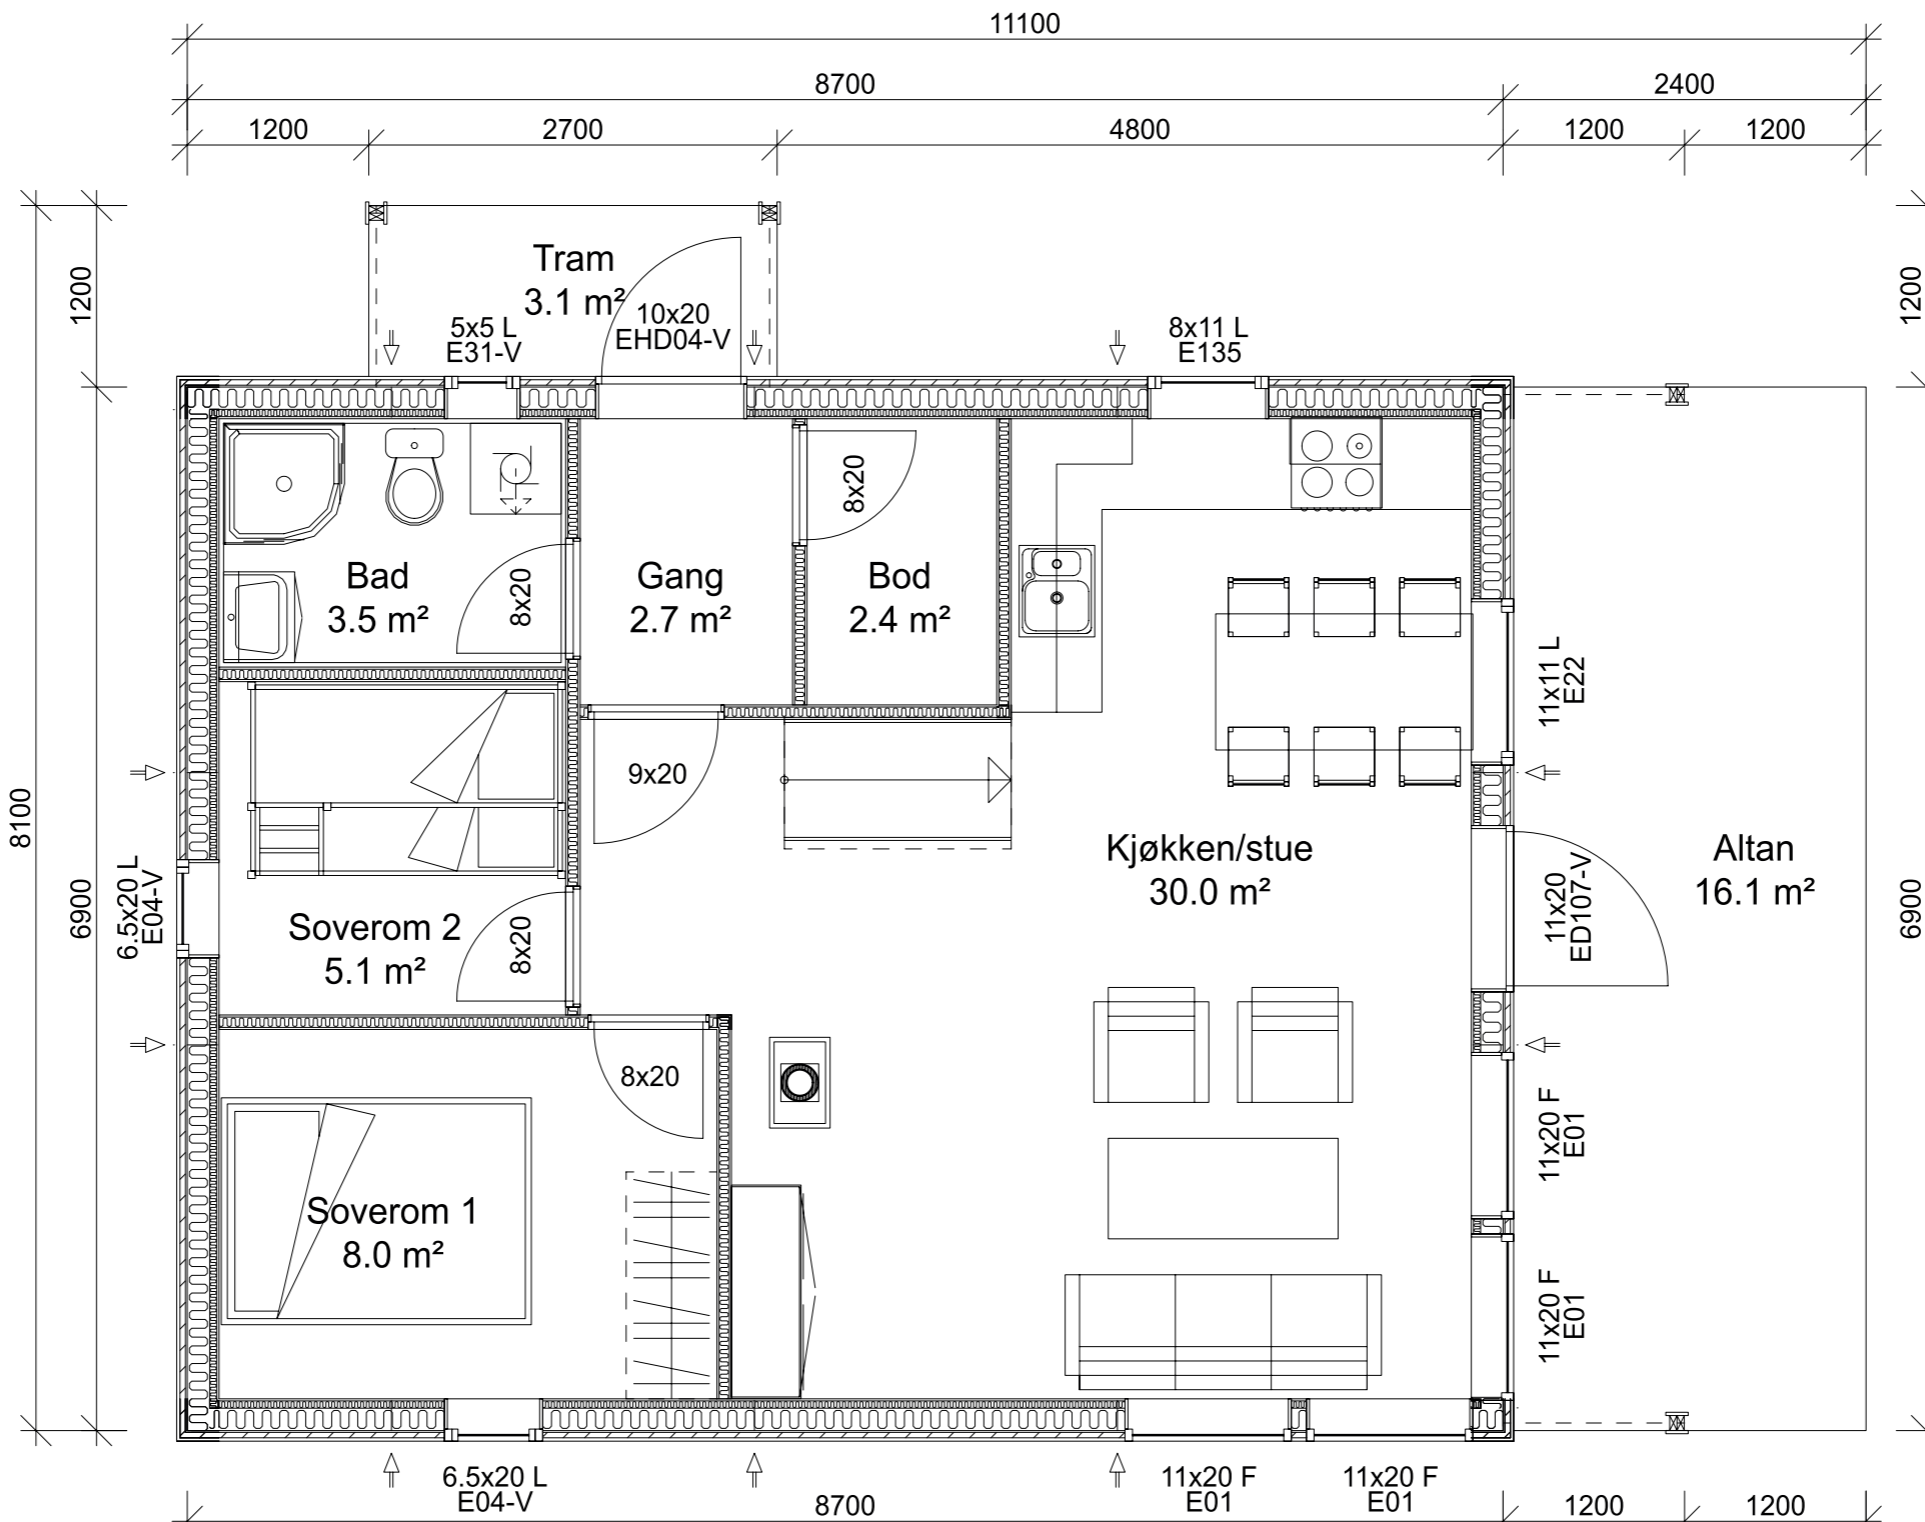 11100
8700
2400
1200
2700
4800
1200
1200
1200
1200
Tram
3.1 m²
5x5 L
E31-V
10x20
EHD04-V
8x11 L
E135
8x20
Bad
3.5 m²
8x20
Gang
2.7 m²
Bod
2.4 m²
11x11 L
E22
9x20
8100
6900
6.5x20 L
E04-V
Kjøkken/stue
30.0 m²
11x20
ED107-V
Altan
16.1 m²
6900
Soverom 2
5.1 m²
8x20
8x20
11x20 F
E01
Soverom 1
8.0 m²
11x20 F
E01
6.5x20 L
E04-V
11x20 F
E01
11x20 F
E01
8700
1200
1200